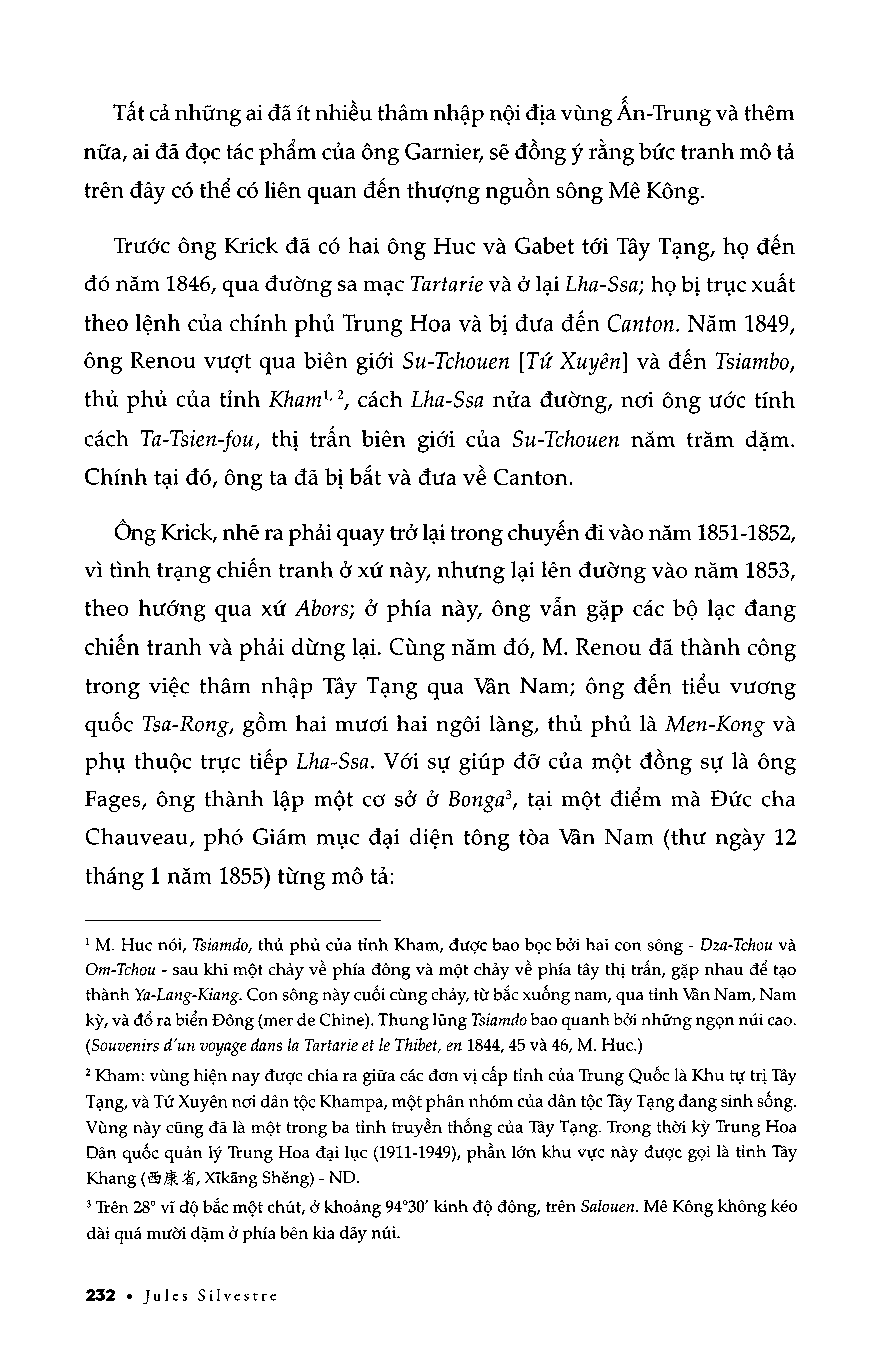 Tất cả những ai đã ít nhiều thâm nhập nội địa vùng Ấn-Trung và thêm
nữa, ai đã đọc tác phẩm của ông Garnier, sẽ đồng ý rằng bức tranh mô tả
trên đây có thể có liên quan đến thượng nguồn sông Mê Kông.
Trước ông Krick đã có hai ông Huc và Gabet tới Tây Tạng, họ đến
đó năm 1846, qua đường sa mạc Tartarie và ở lại Lha-Ssa; họ bị trục xuất
theo lệnh của chính phủ Trung Hoa và bị đưa đến Canton. Năm 1849,
ông Renou vượt qua biên giới Su-Tchouen [Tứ Xuyên] và đến Tsiambo,
thủ phủ của tỉnh Kham¹· ², cách Lha-Ssa nửa đường, nơi ông ước tính
cách Ta-Tsien-fou, thị trấn biên giới của Su-Tchouen năm trăm dặm.
Chính tại đó, ông ta đã bị bắt và đưa về Canton.
Ông Krick, nhẽ ra phải quay trở lại trong chuyến đi vào năm 1851-1852,
vì tình trạng chiến tranh ở xứ này, nhưng lại lên đường vào năm 1853,
theo hướng qua xứ Abors; ở phía này, ông vẫn gặp các bộ lạc đang
chiến tranh và phải dừng lại. Cùng năm đó, M. Renou đã thành công
trong việc thâm nhập Tây Tạng qua Vân Nam; ông đến tiểu vương
quốc Tsa-Rong, gồm hai mươi hai ngôi làng, thủ phủ là Men-Kong và
phụ thuộc trực tiếp Lha-Ssa. Với sự giúp đỡ của một đồng sự là ông
Fages, ông thành lập một cơ sở ở Bonga³, tại một điểm mà Đức cha
Chauveau, phó Giám mục đại diện tông tòa Vân Nam (thư ngày 12
tháng 1 năm 1855) từng mô tả:
¹ M. Huc nói, Tsiamdo, thủ phủ của tỉnh Kham, được bao bọc bởi hai con sông - Dza-Tchou và
Om-Tchou - sau khi một chảy về phía đông và một chảy về phía tây thị trấn, gặp nhau để tạo
thành Ya-Lang-Kiang. Con sông này cuối cùng chảy, từ bắc xuống nam, qua tỉnh Vân Nam, Nam
kỳ, và đổ ra biển Đông (mer de Chine). Thung lũng Tsiamdo bao quanh bởi những ngọn núi cao.
(Souvenirs d'un voyage dans la Tartarie et le Thibet, en 1844, 45 và 46, M. Huc.)
² Kham: vùng hiện nay được chia ra giữa các đơn vị cấp tỉnh của Trung Quốc là Khu tự trị Tây
Tạng, và Tứ Xuyên nơi dân tộc Khampa, một phân nhóm của dân tộc Tây Tạng đang sinh sống.
Vùng này cũng đã là một trong ba tỉnh truyền thống của Tây Tạng. Trong thời kỳ Trung Hoa
Dân quốc quản lý Trung Hoa đại lục (1911-1949), phần lớn khu vực này được gọi là tỉnh Tây
Khang (西康省, Xīkāng Shěng) - ND.
³ Trên 28° vĩ độ bắc một chút, ở khoảng 94°30′ kinh độ đông, trên Salouen. Mê Kông không kéo
dài quá mười dặm ở phía bên kia dãy núi.
232 • Jules Silvestre